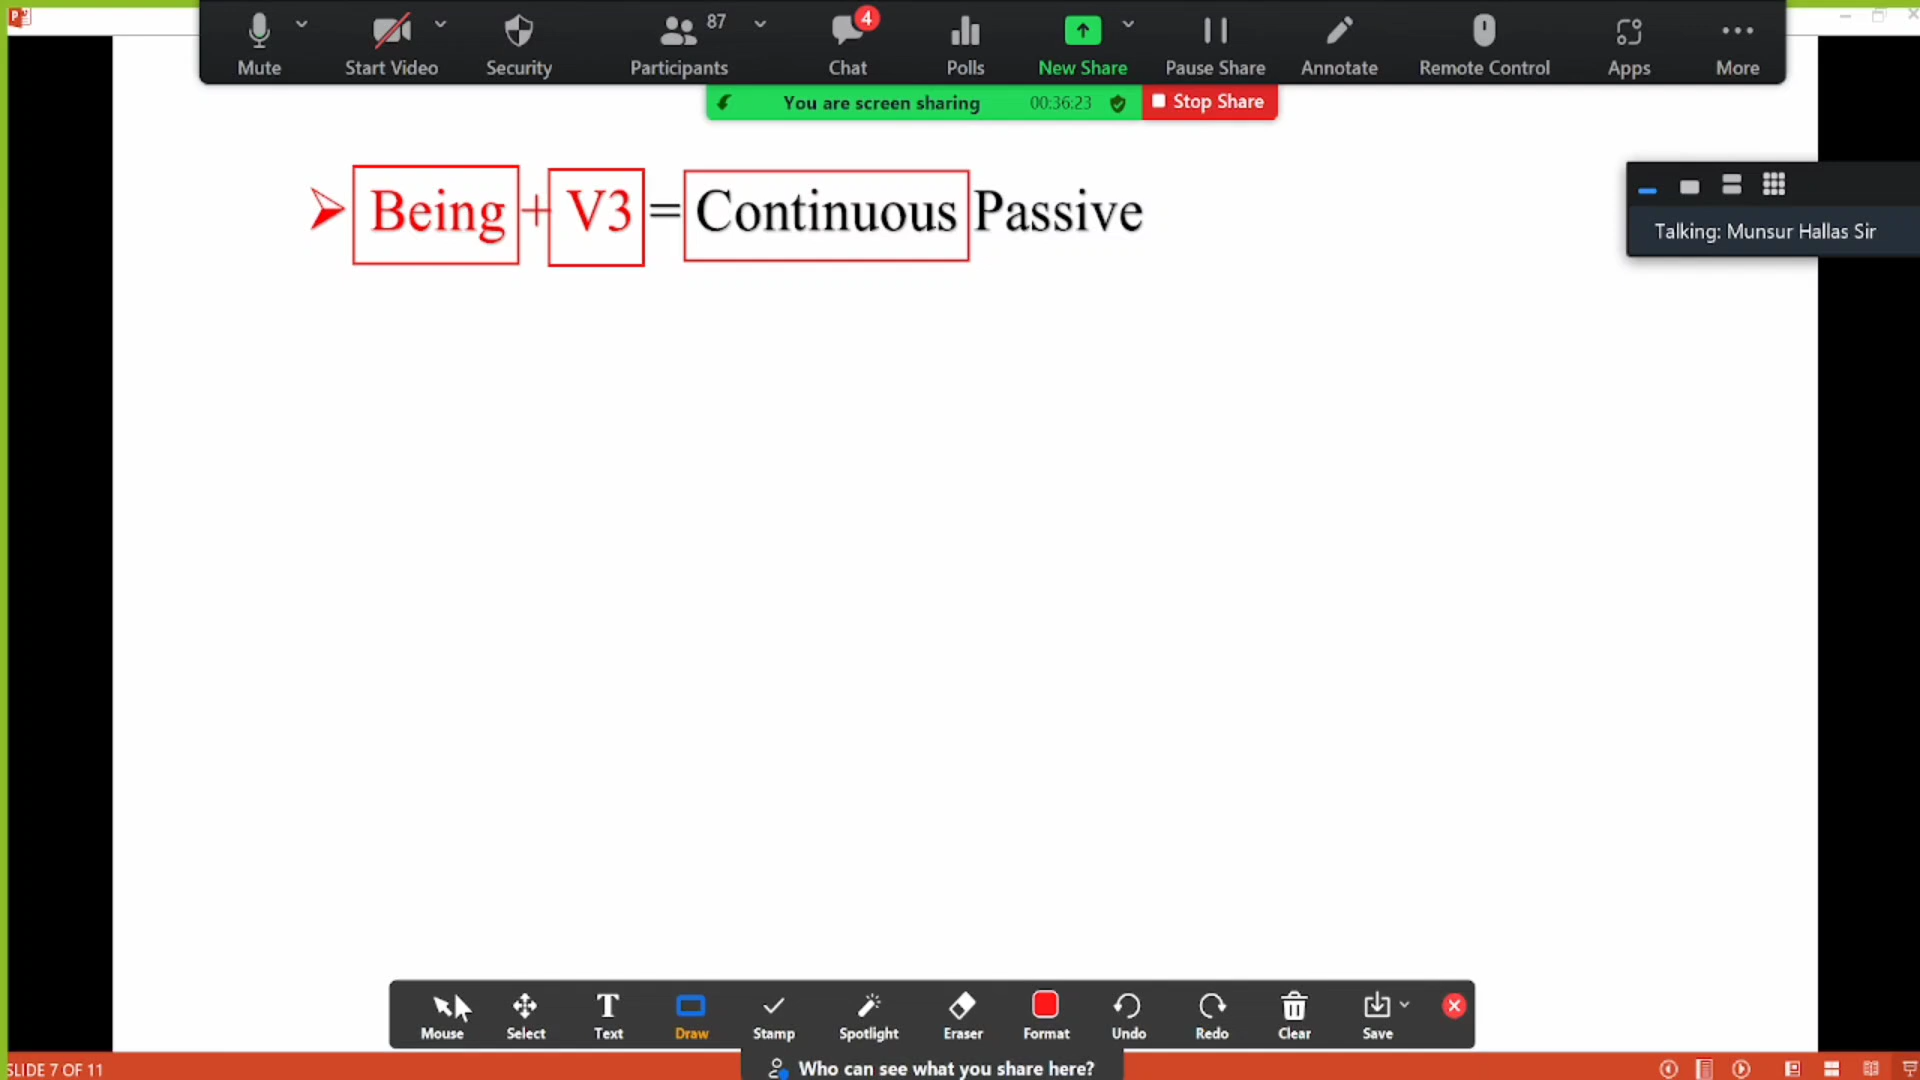 87
4
Mute
Start Video
Security
Participants
Chat
Polls
New Share
Pause Share
Annotate
Remote Control
Apps
More
You are screen sharing 00:36:23 Stop Share
Being + V3 = Continuous Passive
Talking: Munsur Hallas Sir
Mouse
Select
Text
Draw
Stamp
Spotlight
Eraser
Format
Undo
Redo
Clear
Save
Who can see what you share here?
SLIDE 7 OF 11